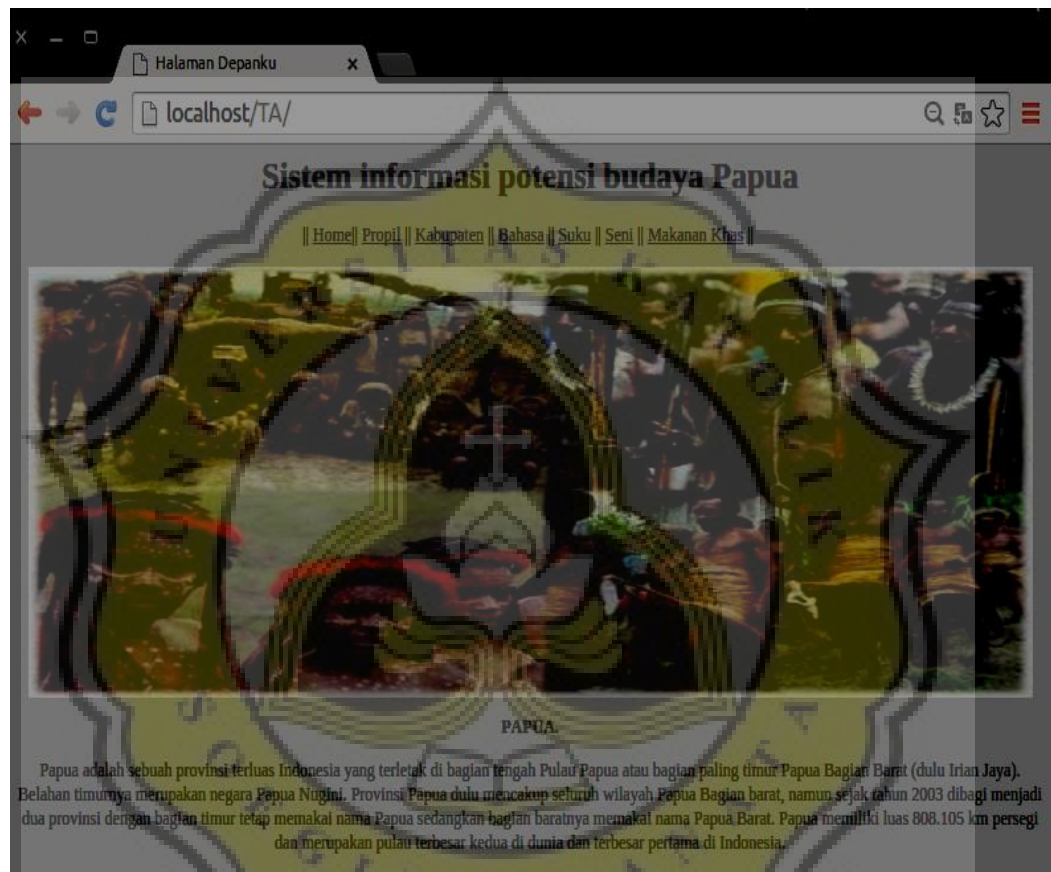 Halaman Depanku
localhost/TA/
Sistem informasi potensi budaya Papua
|| Home|| Propil || Kabupaten || Bahasa || Suku || Seni || Makanan Khas ||
PAPUA.
Papua adalah sebuah provinsi terluas Indonesia yang terletak di bagian tengah Pulau Papua atau bagian paling timur Papua Bagian Barat (dulu Irian Jaya).
Belahan timurnya merupakan negara Papua Nugini. Provinsi Papua dulu mencakup seluruh wilayah Papua Bagian barat, namun sejak tahun 2003 dibagi menjadi
dua provinsi dengan bagian timur tetap memakai nama Papua sedangkan bagian baratnya memakai nama Papua Barat. Papua memiliki luas 808.105 km persegi
dan merupakan pulau terbesar kedua di dunia dan terbesar pertama di Indonesia.